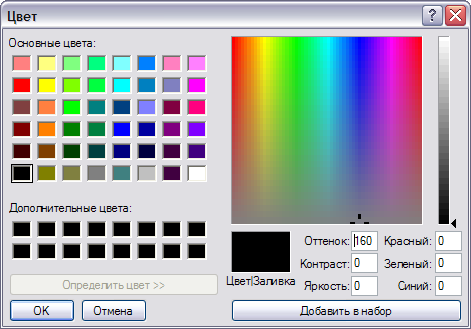 Цвет
Основные цвета:
Дополнительные цвета:
Определить цвет >>
OK
Отмена
Цвет|Заливка
Оттенок: 160
Красный: 0
Контраст: 0
Зеленый: 0
Яркость: 0
Синий: 0
Добавить в набор